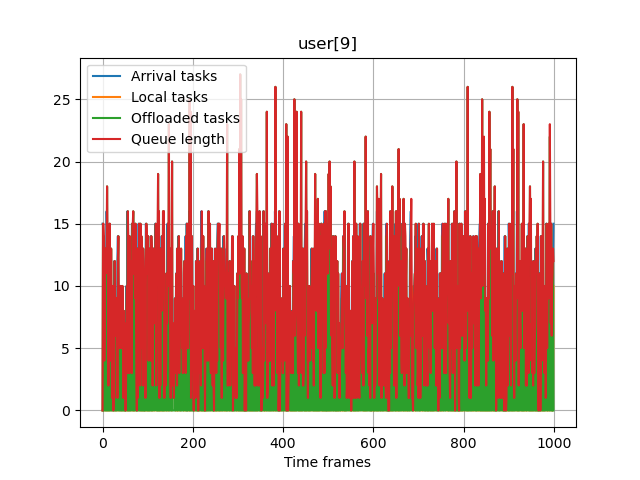 user[9]
Arrival tasks
Local tasks
Offloaded tasks
Queue length
25
20
15
10
5
0
0 200 400 600 800 1000
Time frames